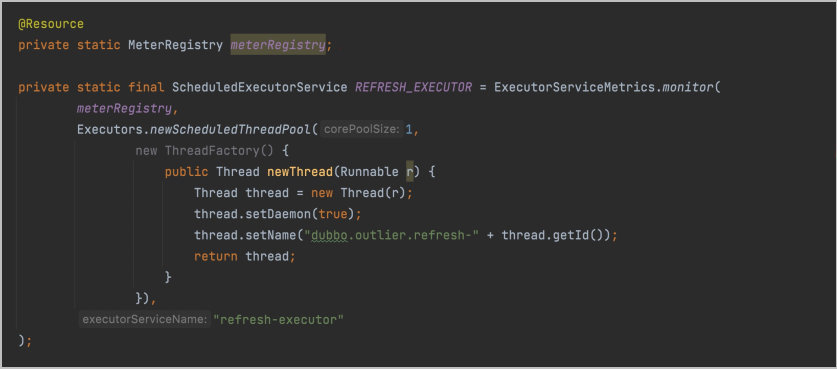 @Resource
private static MeterRegistry meterRegistry;
private static final ScheduledExecutorService REFRESH_EXECUTOR = ExecutorServiceMetrics.monitor(
meterRegistry,
Executors.newScheduledThreadPool( corePoolSize: 1,
new ThreadFactory() {
public Thread newThread(Runnable r) {
Thread thread = new Thread(r);
thread.setDaemon(true);
thread.setName("dubbo.outlier.refresh-" + thread.getId());
return thread;
}
}),
executorServiceName: "refresh-executor"
);